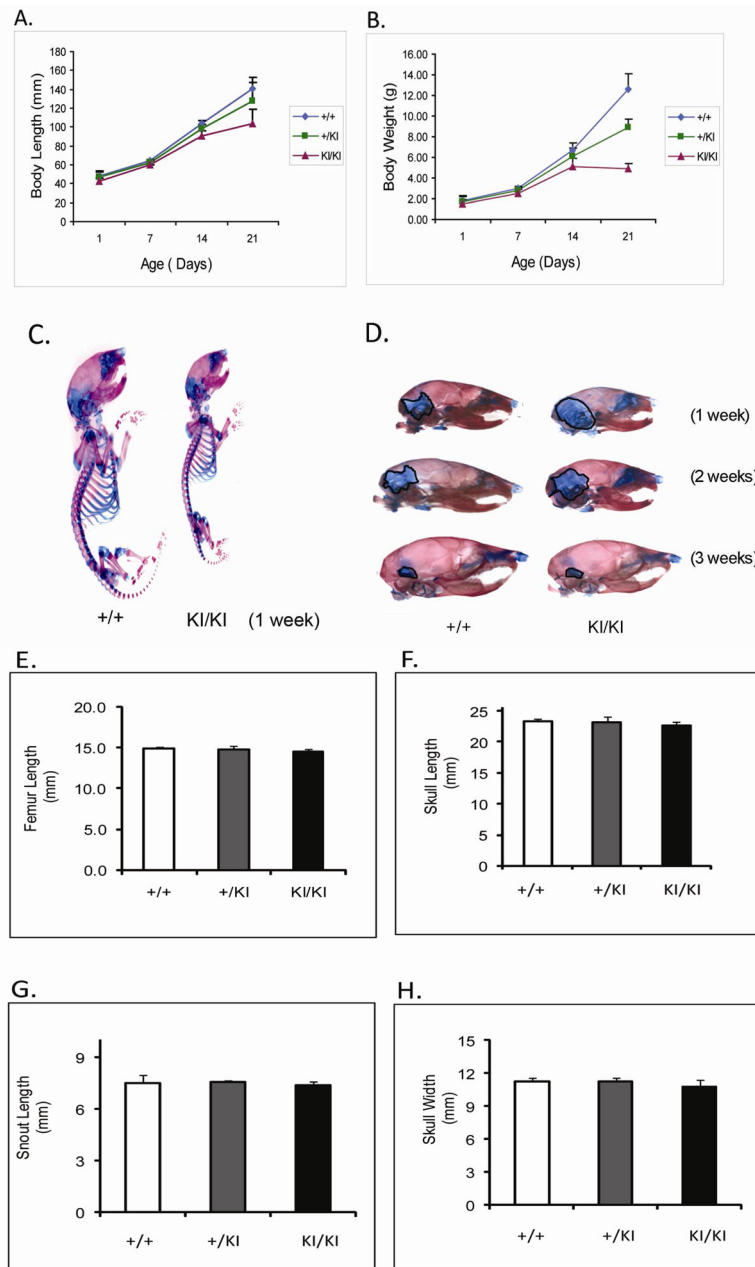 A.
B.
180
160
140
120
100
80
60
40
20
0
Body Length (mm)
1 7 14 21
Age ( Days)
+/+
+/KI
KI/KI
16.00
14.00
12.00
10.00
8.00
6.00
4.00
2.00
0.00
Body Weight (g)
1 7 14 21
Age (Days)
+/+
+/KI
KI/KI
C.
D.
+/+ KI/KI (1 week)
(1 week)
(2 weeks)
(3 weeks)
+/+ KI/KI
E.
20.0
15.0
10.0
5.0
0.0
Femur Length
(mm)
+/+ +/KI KI/KI
F.
25
20
15
10
5
0
Skull Length
(mm)
+/+ +/KI KI/KI
G.
9
6
3
0
Snout Length
(mm)
+/+ +/KI KI/KI
H.
15
12
9
6
3
0
Skull Width
(mm)
+/+ +/KI KI/KI